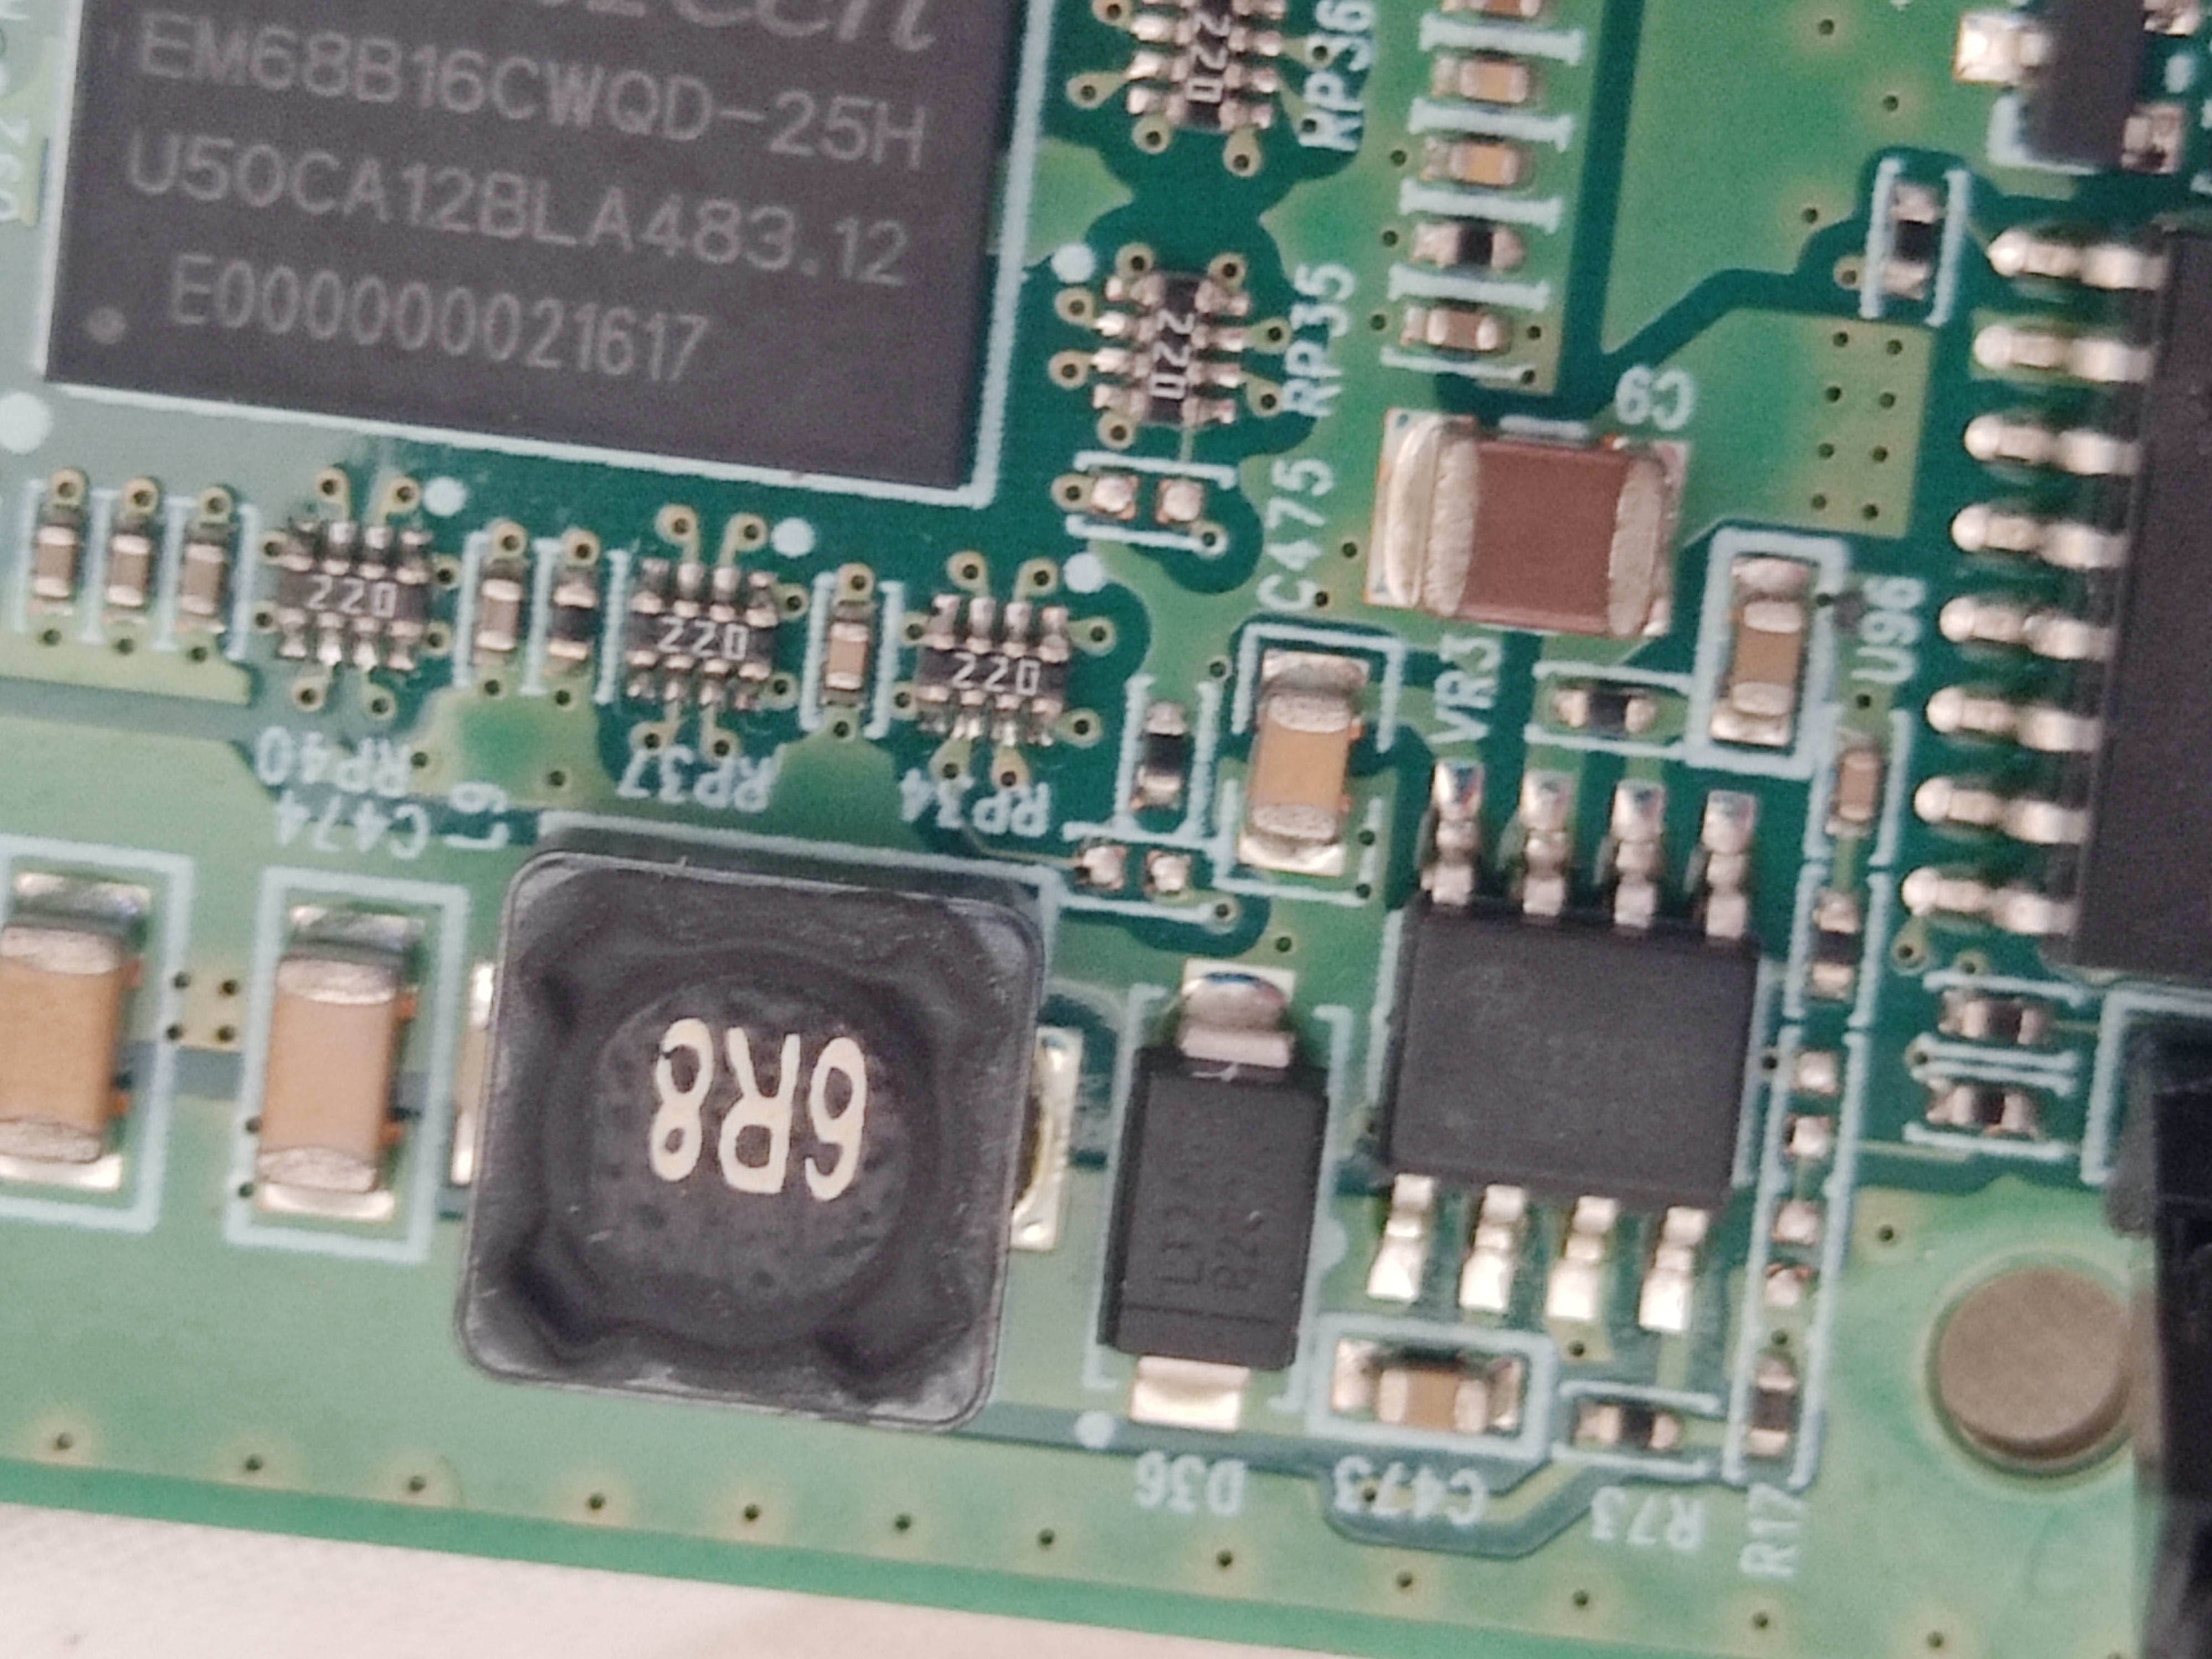 EM68B16CWQD-25H
U50CA12BLA483.12
E0000021617
C474
RP40
220
L9
6R8
RP37
220
RP34
220
D36
C475
220
RP35
220
RP36
C473
VR3
R73
C9
R17
U96